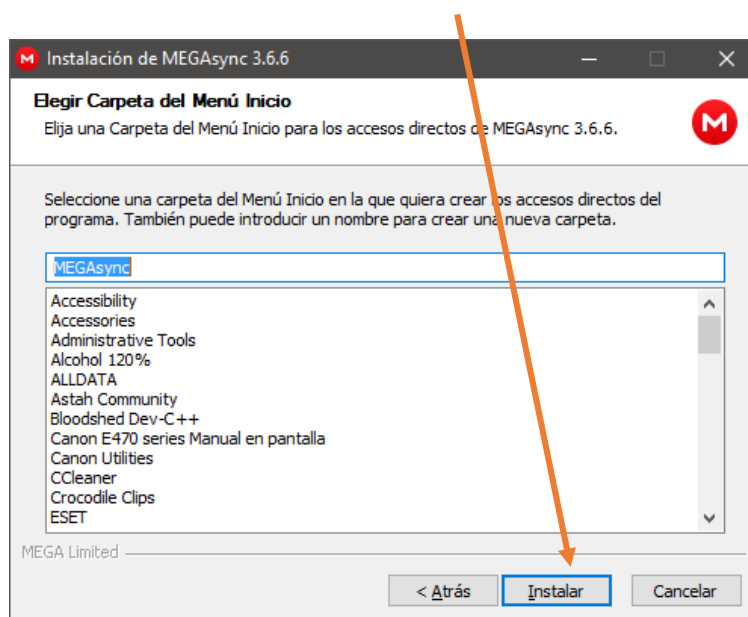 Instalación de MEGAsync 3.6.6
Elegir Carpeta del Menú Inicio
Elija una Carpeta del Menú Inicio para los accesos directos de MEGAsync 3.6.6.
Seleccione una carpeta del Menú Inicio en la que quiera crear los accesos directos del
programa. También puede introducir un nombre para crear una nueva carpeta.
MEGAsync
Accessibility
Accessories
Administrative Tools
Alcohol 120%
ALLDATA
Astah Community
Bloodshed Dev-C++
Canon E470 series Manual en pantalla
Canon Utilities
CCleaner
Crocodile Clips
ESET
MEGA Limited
< Atrás Instalar Cancelar